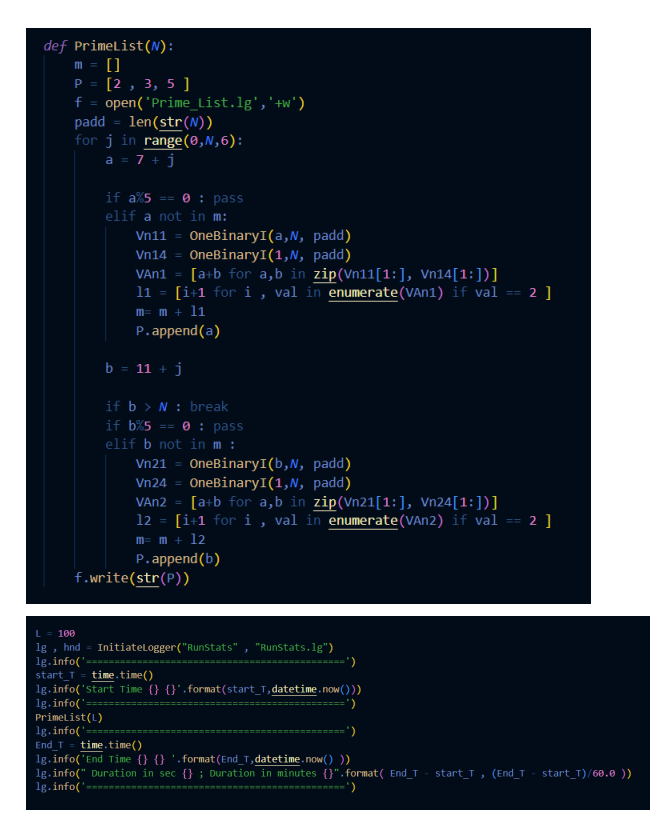 def PrimeList(N):
m = []
P = [2 , 3, 5 ]
f = open('Prime_List.lg','+w')
padd = len(str(N))
for j in range(0,N,6):
a = 7 + j
if a%5 == 0 : pass
elif a not in m:
Vn11 = OneBinaryI(a,N, padd)
Vn14 = OneBinaryI(1,N, padd)
VAn1 = [a+b for a,b in zip(Vn11[1:], Vn14[1:])]
l1 = [i+1 for i , val in enumerate(VAn1) if val == 2 ]
m= m + l1
P.append(a)
b = 11 + j
if b > N : break
if b%5 == 0 : pass
elif b not in m :
Vn21 = OneBinaryI(b,N, padd)
Vn24 = OneBinaryI(1,N, padd)
VAn2 = [a+b for a,b in zip(Vn21[1:], Vn24[1:])]
l2 = [i+1 for i , val in enumerate(VAn2) if val == 2 ]
m= m + l2
P.append(b)
f.write(str(P))
L = 100
lg , hnd = InitiateLogger("RunStats" , "RunStats.lg")
lg.info('==============================================')
start_T = time.time()
lg.info('Start Time {} {}'.format(start_T,datetime.now()))
lg.info('==============================================')
PrimeList(L)
lg.info('==============================================')
End_T = time.time()
lg.info('End Time {} {} '.format(End_T,datetime.now() ))
lg.info(" Duration in sec {} ; Duration in minutes {}".format( End_T - start_T , (End_T - start_T)/60.0 ))
lg.info('==============================================')